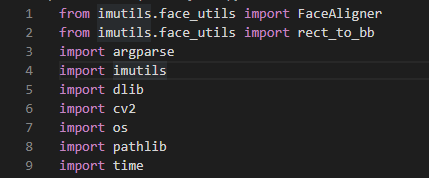 1 from imutils.face_utils import FaceAligner
2 from imutils.face_utils import rect_to_bb
3 import argparse
4 import imutils
5 import dlib
6 import cv2
7 import os
8 import pathlib
9 import time